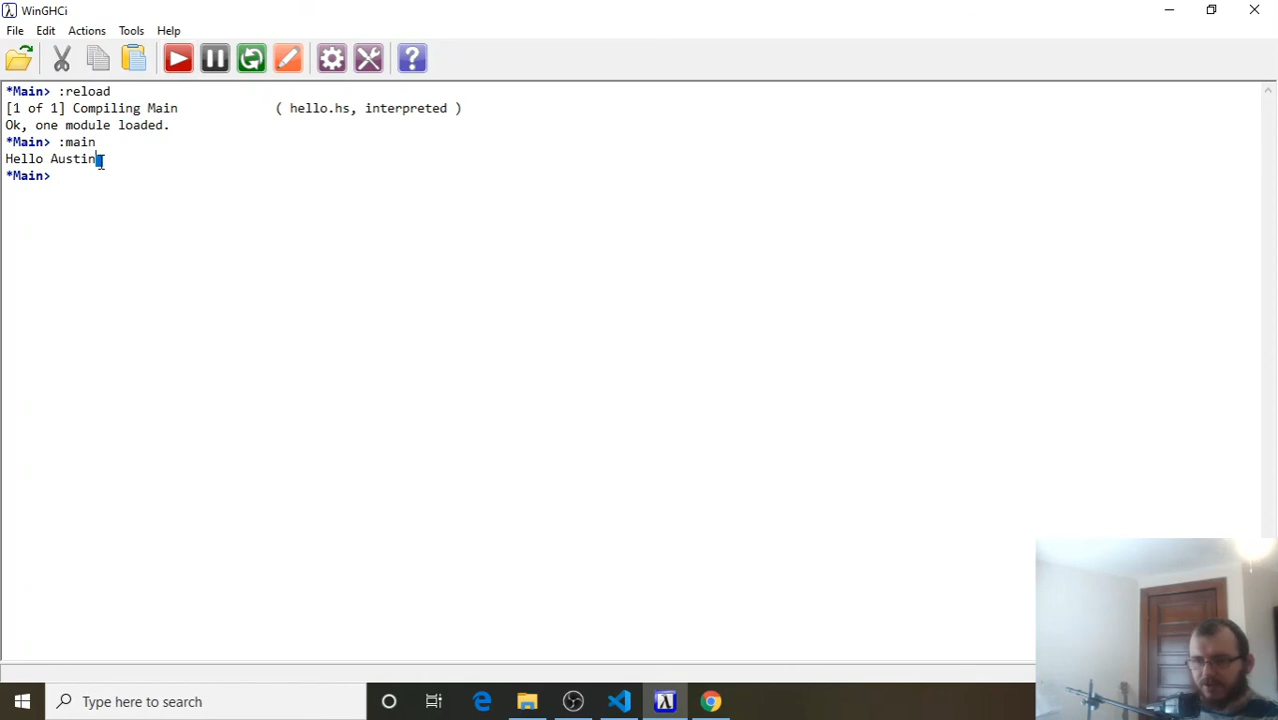 WinGHCi
File Edit Actions Tools Help
*Main> :reload
[1 of 1] Compiling Main ( hello.hs, interpreted )
Ok, one module loaded.
*Main> :main
Hello Austin
*Main>
Type here to search